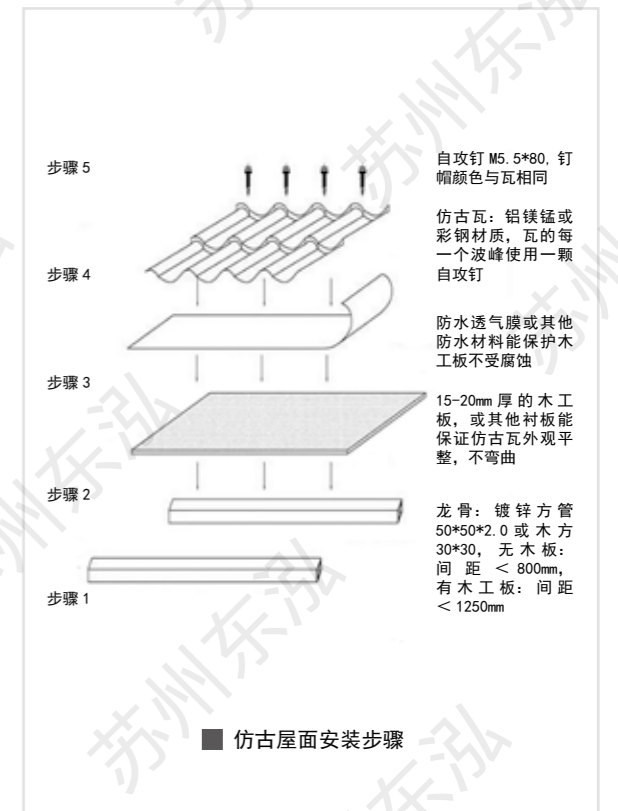 步骤 5
自攻钉 M5.5*80, 钉
帽颜色与瓦相同
仿古瓦: 铝镁锰或
彩钢材质, 瓦的每
一个波峰使用一颗
自攻钉
步骤 4
防水透气膜或其他
防水材料能保护木
工板不受腐蚀
步骤 3
15-20mm 厚的木工
板, 或其他衬板能
保证仿古瓦外观平
整, 不弯曲
步骤 2
龙骨: 镀锌方管
50*50*2.0 或木方
30*30, 无木板:
间距 < 800mm,
有木工板: 间距
< 1250mm
步骤 1
仿古屋面安装步骤
苏州东泓
苏州东泓
苏州东泓
苏州东泓